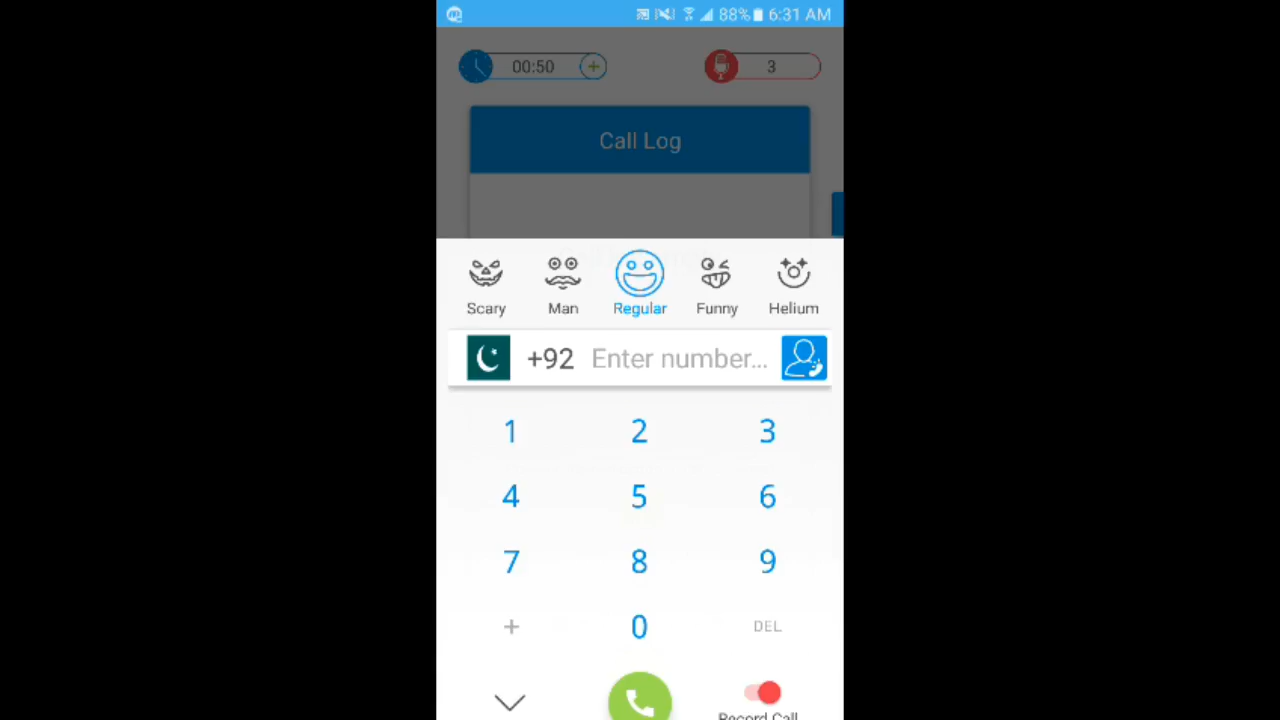 88% 6:31 AM
00:50 + 3
Call Log
Scary Man Regular Funny Helium
+92 Enter number...
1 2 3
4 5 6
7 8 9
+ 0 DEL
Record Call